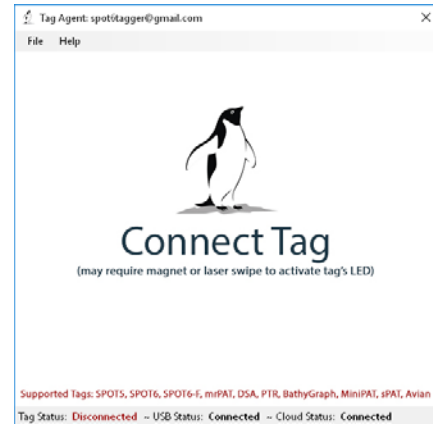 Tag Agent: spot6tagger@gmail.com
File Help
Connect Tag
(may require magnet or laser swipe to activate tag's LED)
Supported Tags: SPOT5, SPOT6, SPOT6-F, mrPAT, DSA, PTR, BathyGraph, MiniPAT, sPAT, Avian
Tag Status: Disconnected ~ USB Status: Connected ~ Cloud Status: Connected